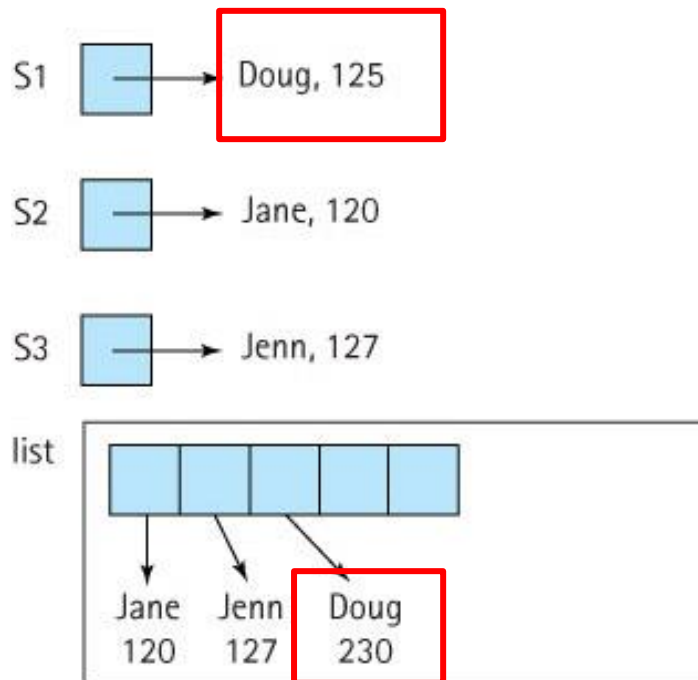 S1 Doug, 125
S2 Jane, 120
S3 Jenn, 127
list
Jane Jenn Doug
120 127 230